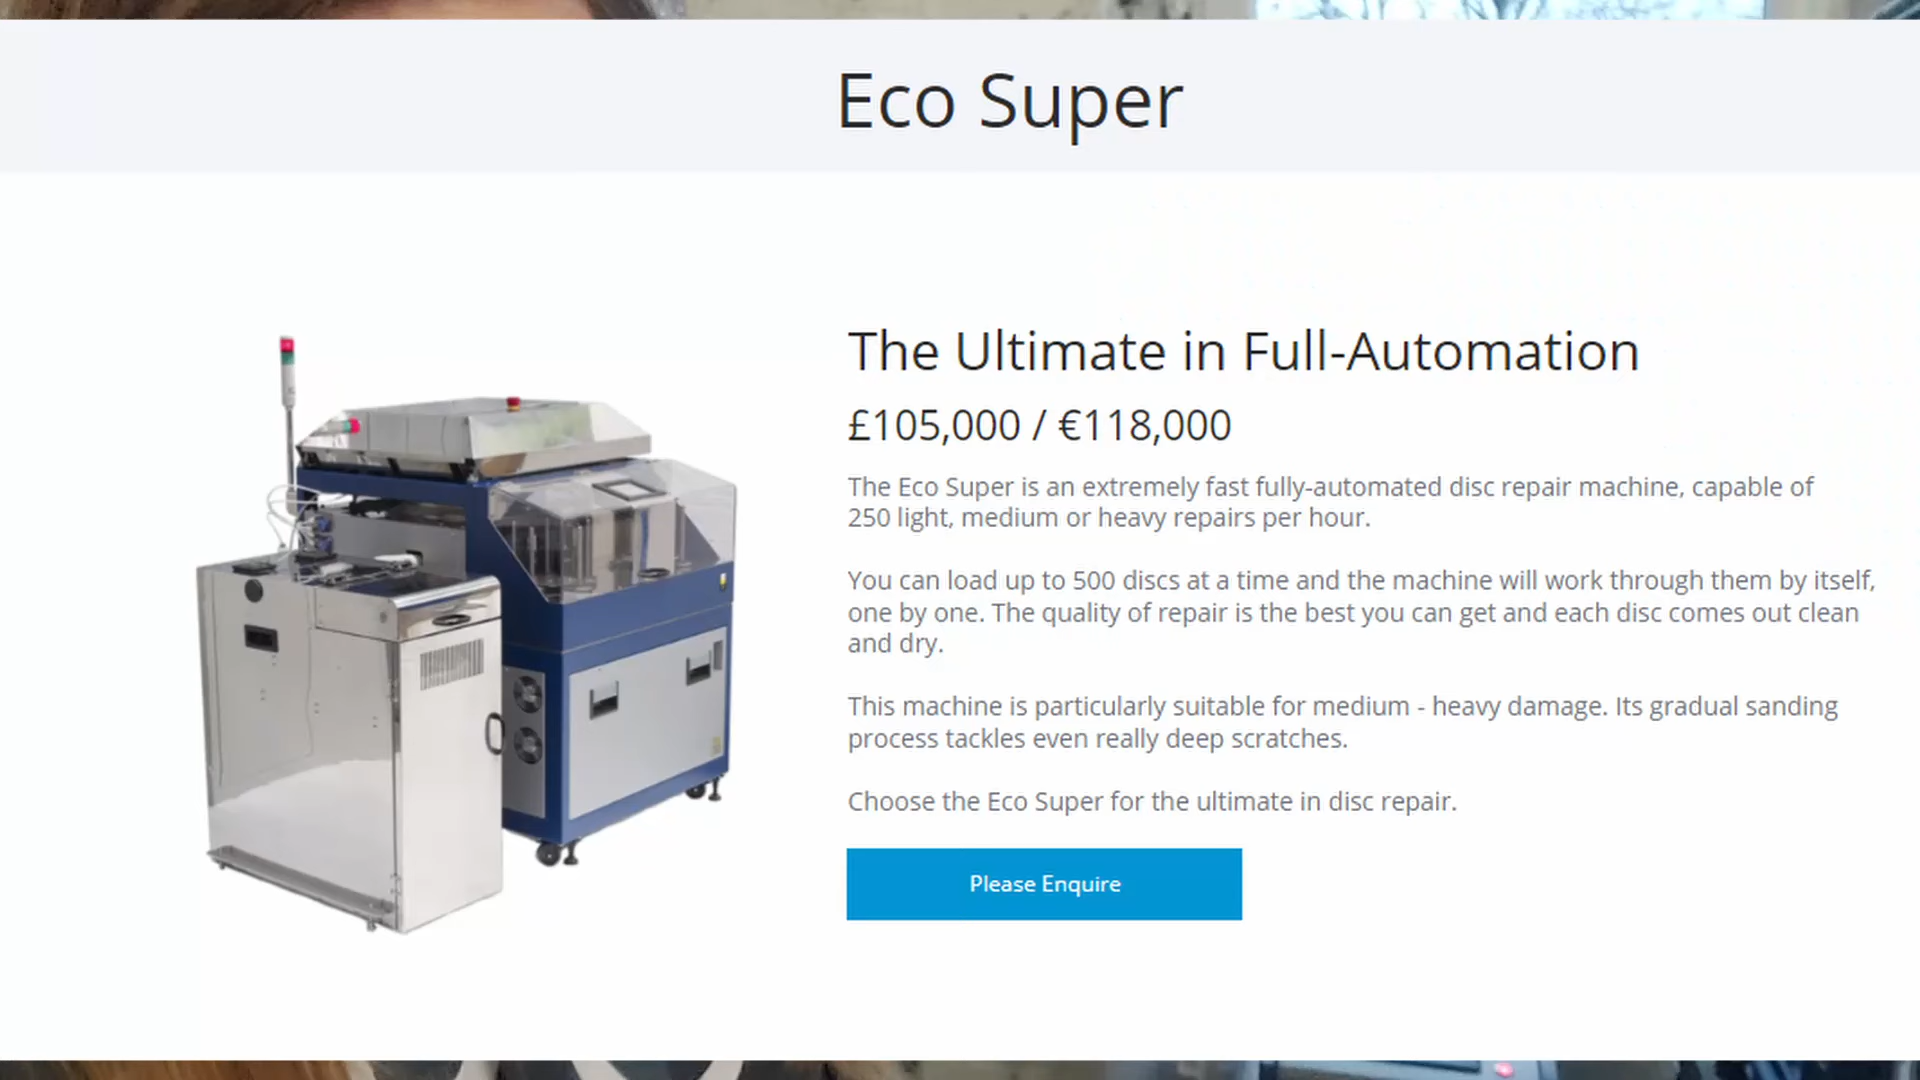 Eco Super
The Ultimate in Full-Automation
£105,000 / €118,000
The Eco Super is an extremely fast fully-automated disc repair machine, capable of
250 light, medium or heavy repairs per hour.
You can load up to 500 discs at a time and the machine will work through them by itself,
one by one. The quality of repair is the best you can get and each disc comes out clean
and dry.
This machine is particularly suitable for medium - heavy damage. Its gradual sanding
process tackles even really deep scratches.
Choose the Eco Super for the ultimate in disc repair.
Please Enquire